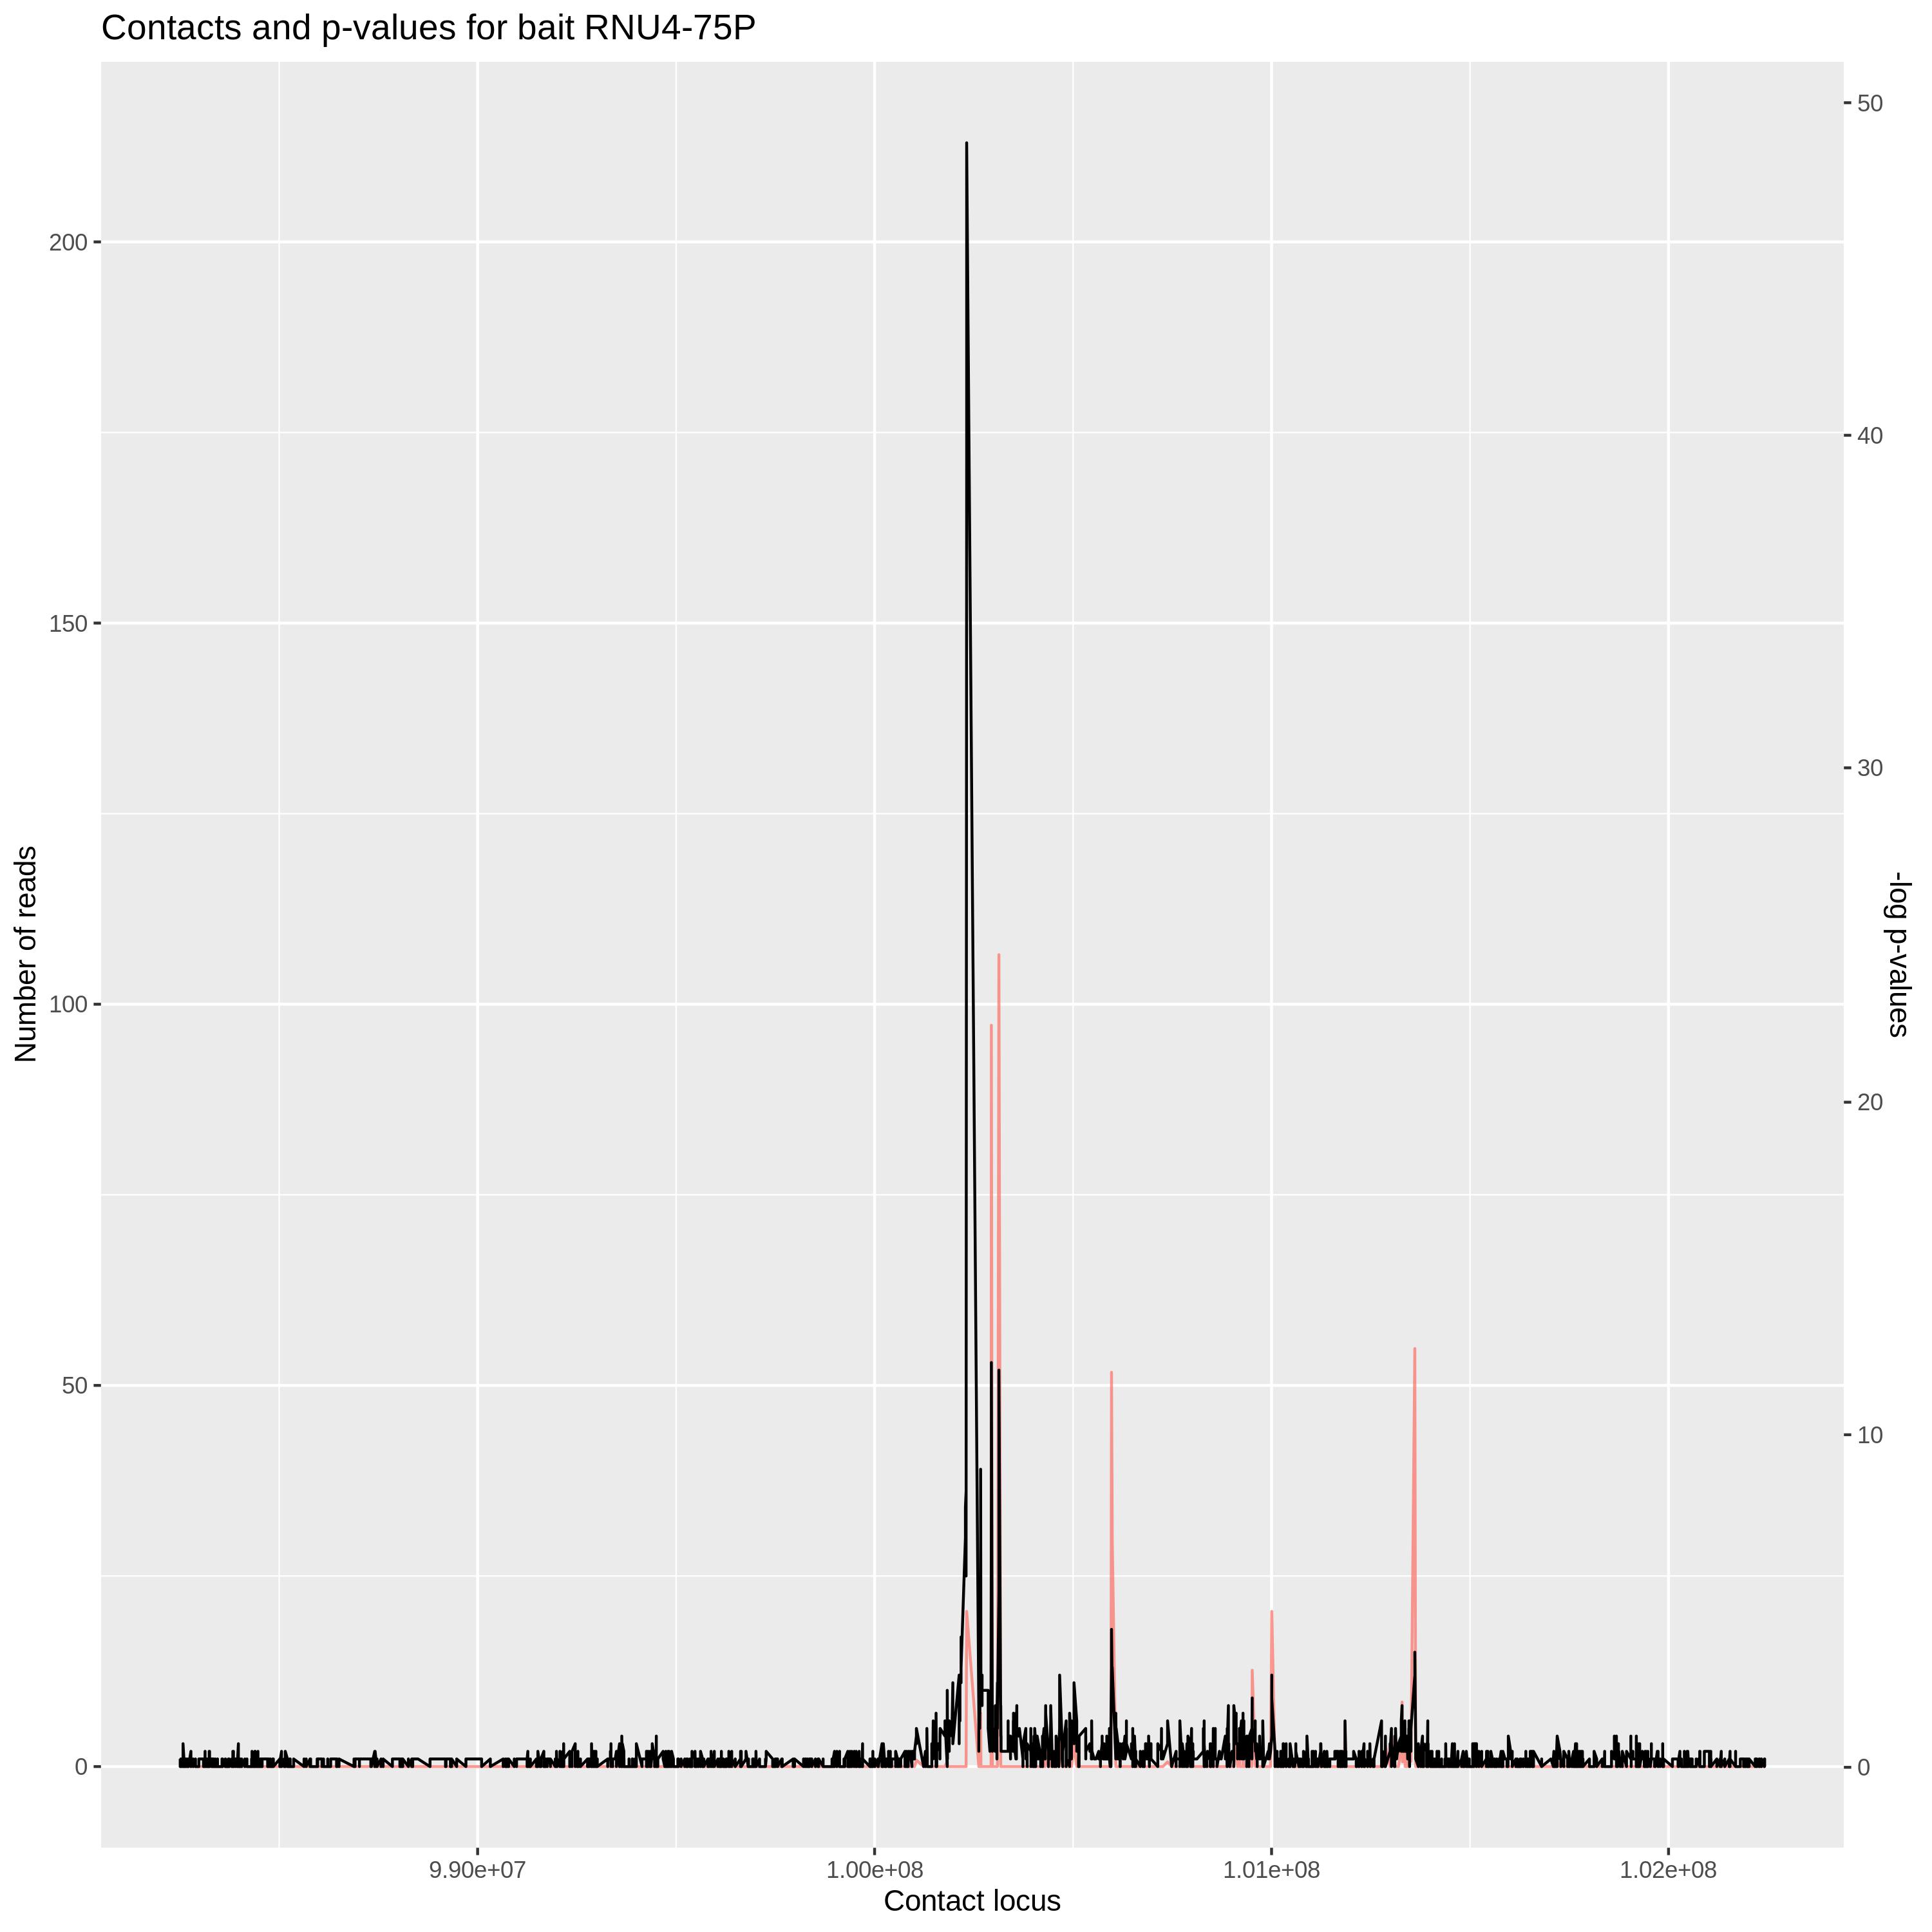 Contacts and p-values for bait RNU4-75P
Number of reads
200
150
100
50
0
50
40
30
20
10
0
-log p-values
9.90e+07
1.00e+08
1.01e+08
1.02e+08
Contact locus